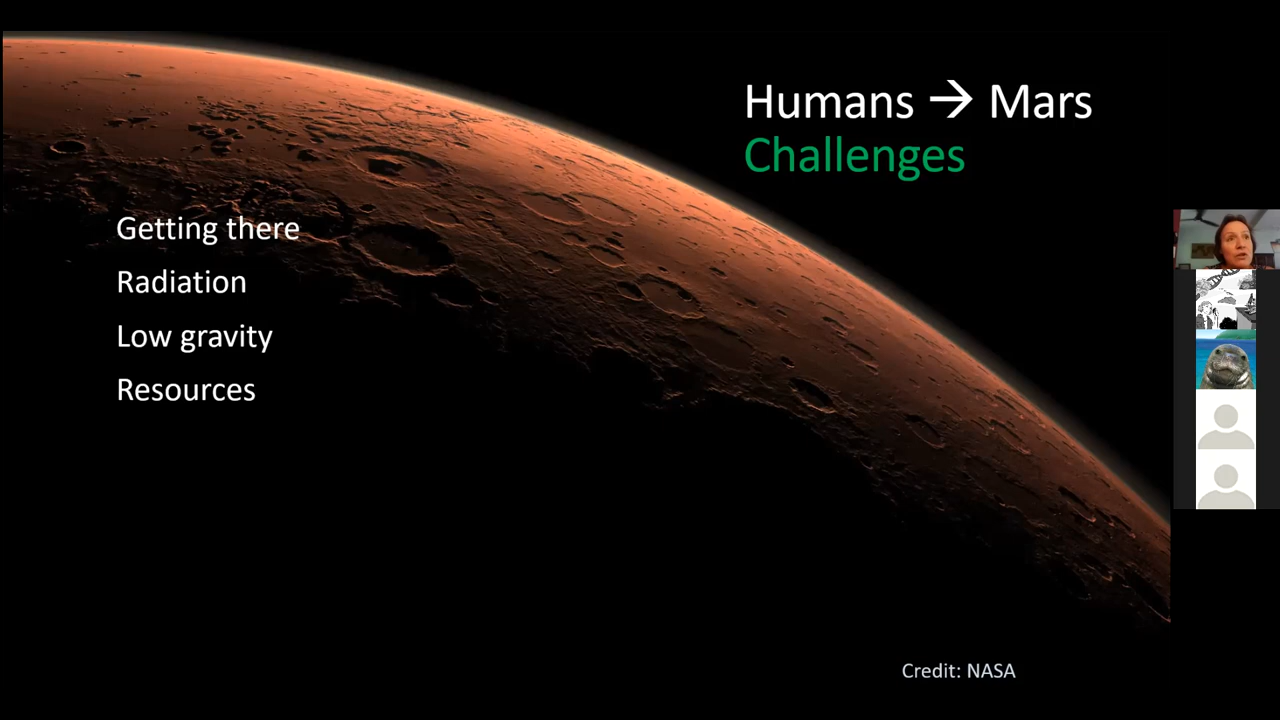 Humans → Mars
Challenges
Getting there
Radiation
Low gravity
Resources
Credit: NASA